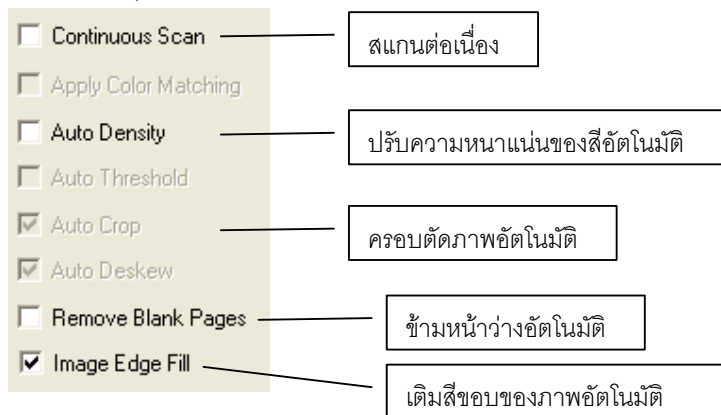 Continuous Scan
สแกนต่อเนื่อง
Apply Color Matching
Auto Density
ปรับความหนาแน่นของสีอัตโนมัติ
Auto Threshold
Auto Crop
ครอบตัดภาพอัตโนมัติ
Auto Deskew
Remove Blank Pages
ข้ามหน้าว่างอัตโนมัติ
Image Edge Fill
เติมสีขอบของภาพอัตโนมัติ